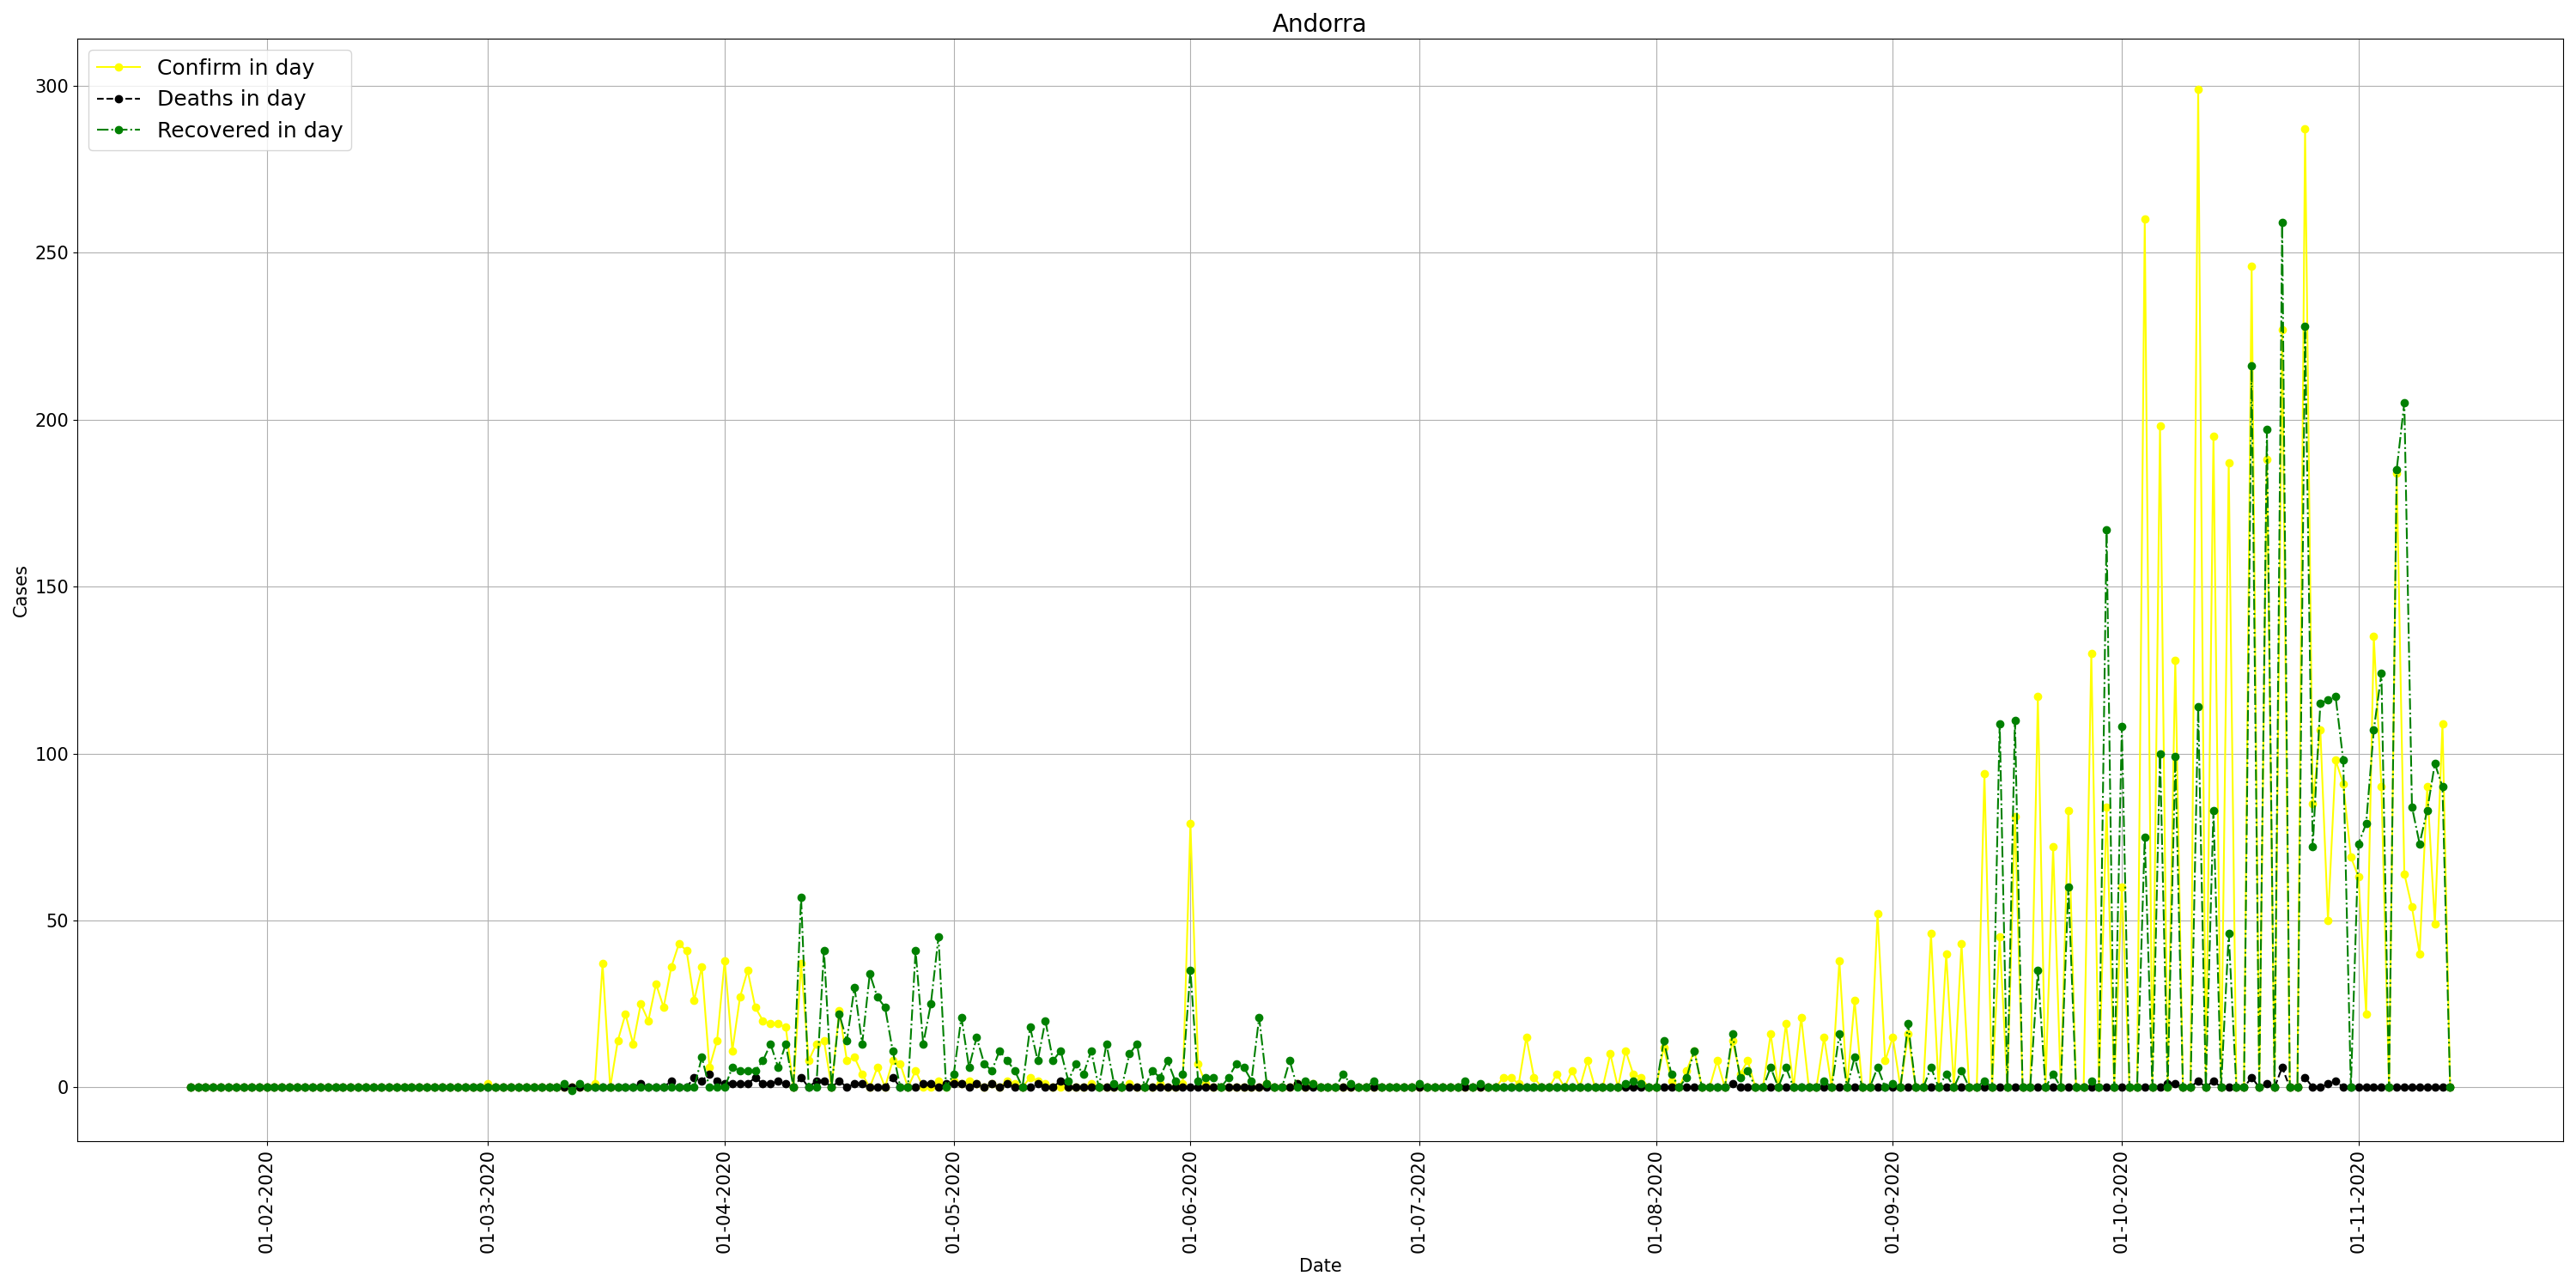 Andorra
Confirm in day
Deaths in day
Recovered in day
300
250
200
150
100
50
0
Cases
01-02-2020
01-03-2020
01-04-2020
01-05-2020
01-06-2020
01-07-2020
01-08-2020
01-09-2020
01-10-2020
01-11-2020
Date